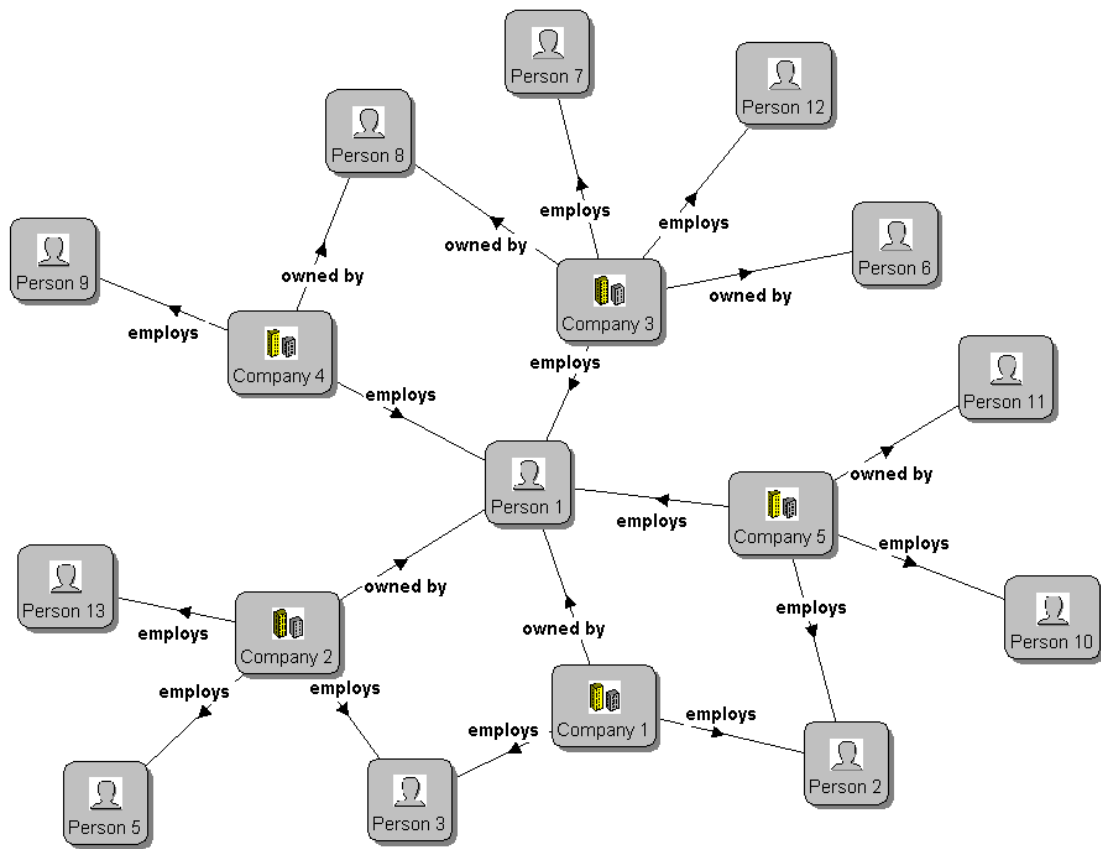 Person 7
Person 12
Person 8
employs
employs
owned by
Person 6
Person 9
owned by
owned by
employs
Company 3
employs
Company 4
employs
Person 11
owned by
Person 1
employs
Company 5
employs
owned by
Person 13
employs
employs
owned by
Person 10
Company 2
employs
employs
employs
employs
Company 1
Person 2
Person 5
Person 3